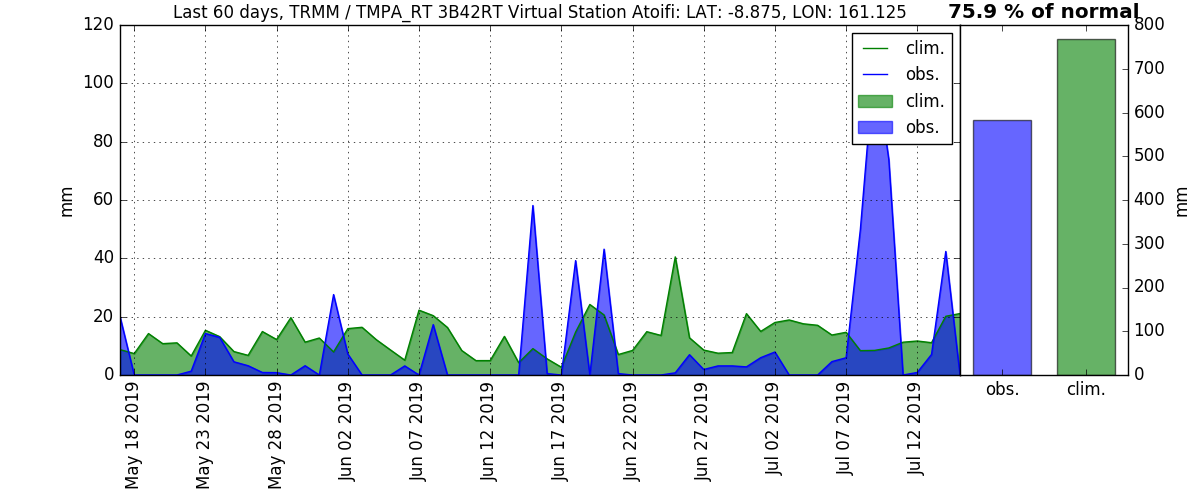 Last 60 days, TRMM / TMPA_RT 3B42RT Virtual Station Atoifi: LAT: -8.875, LON: 161.125
75.9 % of normal
120
100
80
60
40
20
0
mm
clim.
obs.
clim.
obs.
May 18 2019
May 23 2019
May 28 2019
Jun 02 2019
Jun 07 2019
Jun 12 2019
Jun 17 2019
Jun 22 2019
Jun 27 2019
Jul 02 2019
Jul 07 2019
Jul 12 2019
800
700
600
500
400
300
200
100
0
mm
obs.
clim.